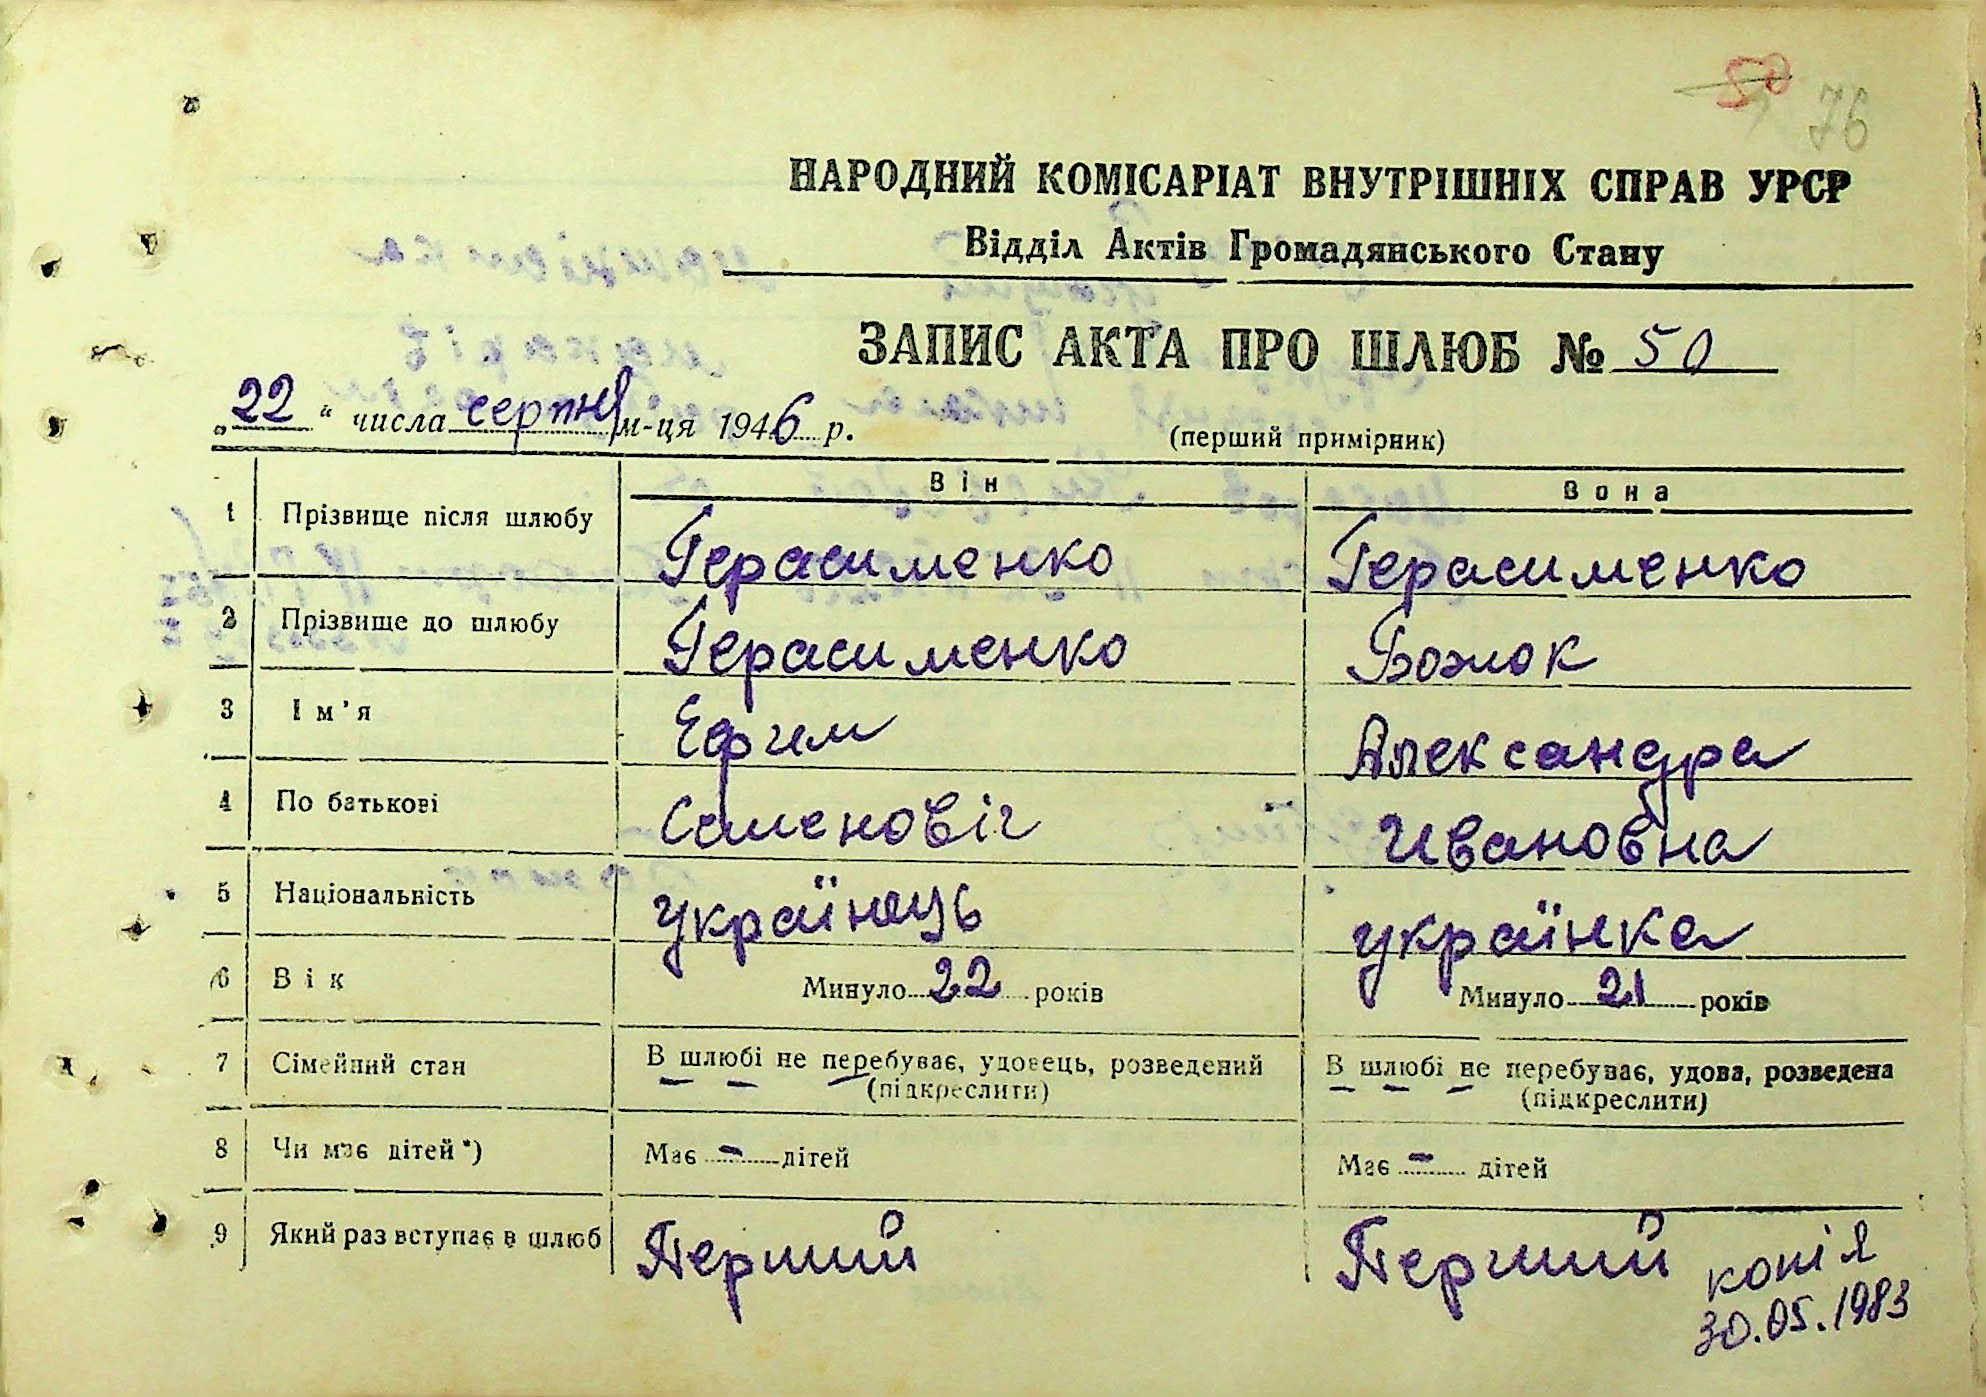 50
76
НАРОДНИЙ КОМІСАРІАТ ВНУТРІШНІХ СПРАВ УРСР
Відділ Актів Громадянського Стану
ЗАПИС АКТА ПРО ШЛЮБ № 50
„22“ числа серпня м-ця 1946 р.
(перший примірник)
Він Вона
1 Прізвище після шлюбу Герасименко Герасименко
2 Прізвище до шлюбу Герасименко Божок
3 Ім'я Ефим Александра
4 По батькові Семеновіч Ивановна
5 Національність українець українка
6 Вік Минуло 22 років Минуло 21 років
7 Сімейний стан В шлюбі не перебуває, удовець, розведений В шлюбі не перебуває, удова, розведена
(підкреслити) (підкреслити)
8 Чи має дітей*) Має - дітей Має - дітей
9 Який раз вступає в шлюб Перший Перший
копія
30.05.1983